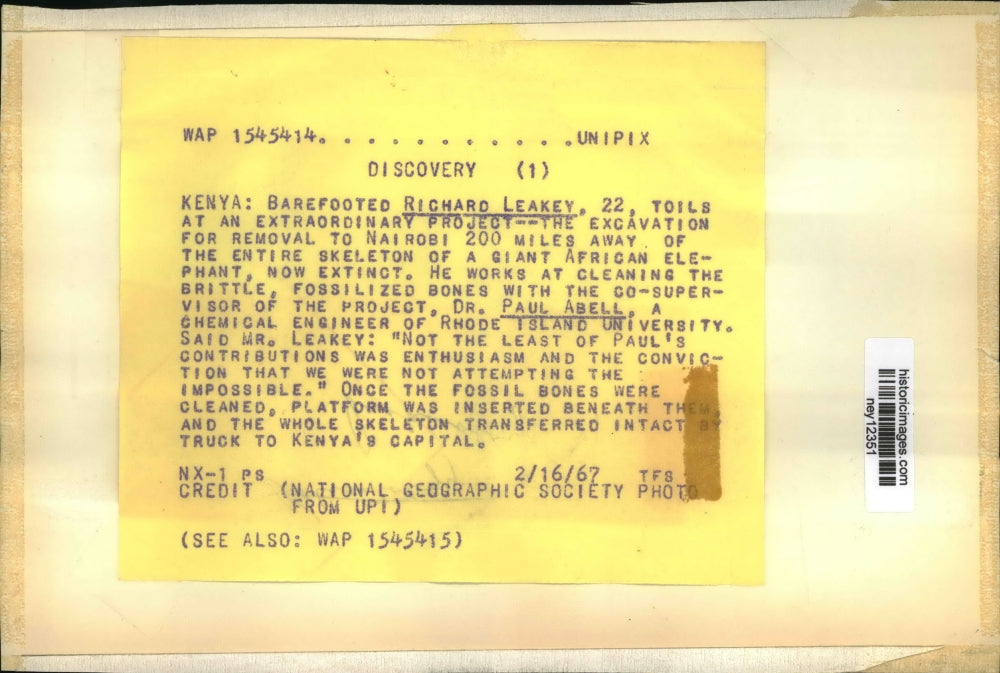 WAP 1545414. . . . . . . . . . . .UNIPIX
DISCOVERY (1)
KENYA: BAREFOOTED RICHARD LEAKEY, 22, TOILS
AT AN EXTRAORDINARY PROJECT--THE EXCAVATION
FOR REMOVAL TO NAIROBI 200 MILES AWAY OF
THE ENTIRE SKELETON OF A GIANT AFRICAN ELE-
PHANT, NOW EXTINCT. HE WORKS AT CLEANING THE
BRITTLE, FOSSILIZED BONES WITH THE CO-SUPER-
VISOR OF THE PROJECT, DR. PAUL ABELL, A
CHEMICAL ENGINEER OF RHODE ISLAND UNIVERSITY.
SAID MR. LEAKEY: "NOT THE LEAST OF PAUL'S
CONTRIBUTIONS WAS ENTHUSIASM AND THE CONVIC-
TION THAT WE WERE NOT ATTEMPTING THE
IMPOSSIBLE." ONCE THE FOSSIL BONES WERE
CLEANED, PLATFORM WAS INSERTED BENEATH THEM,
AND THE WHOLE SKELETON TRANSFERRED INTACT BY
TRUCK TO KENYA'S CAPITAL.
NX-1 PS 2/16/67 TFS
CREDIT (NATIONAL GEOGRAPHIC SOCIETY PHOTO
FROM UPI)
(SEE ALSO: WAP 1545415)
historicimages.com
ney12351